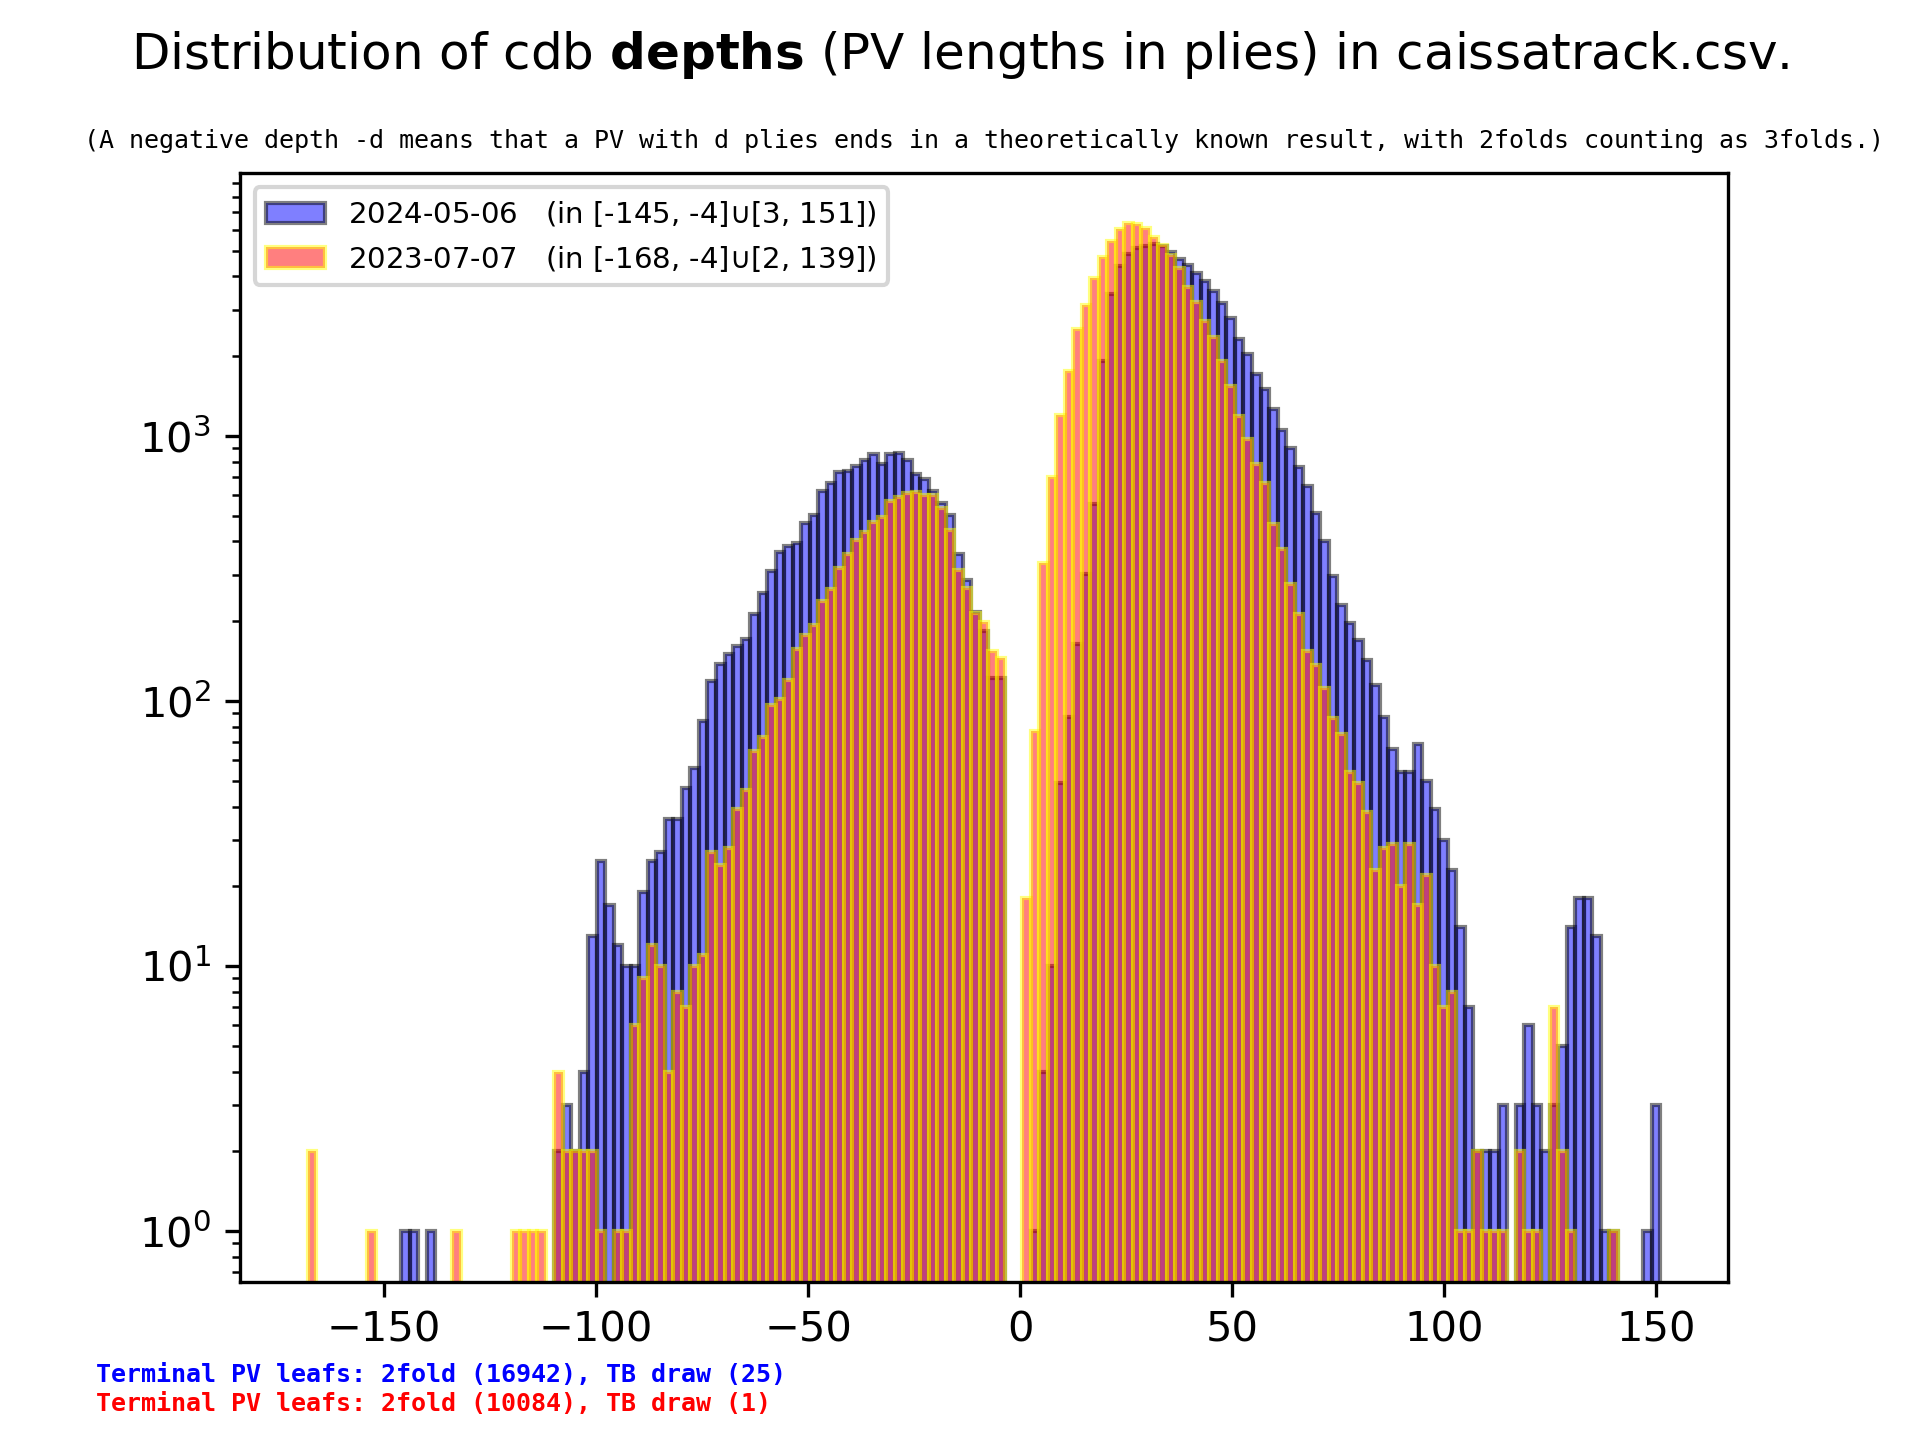 Distribution of cdb depths (PV lengths in plies) in caissatrack.csv.
(A negative depth -d means that a PV with d plies ends in a theoretically known result, with 2folds counting as 3folds.)
2024-05-06 (in [-145, -4]∪[3, 151])
2023-07-07 (in [-168, -4]∪[2, 139])
10³
10²
10¹
10⁰
−150 −100 −50 0 50 100 150
Terminal PV leafs: 2fold (16942), TB draw (25)
Terminal PV leafs: 2fold (10084), TB draw (1)